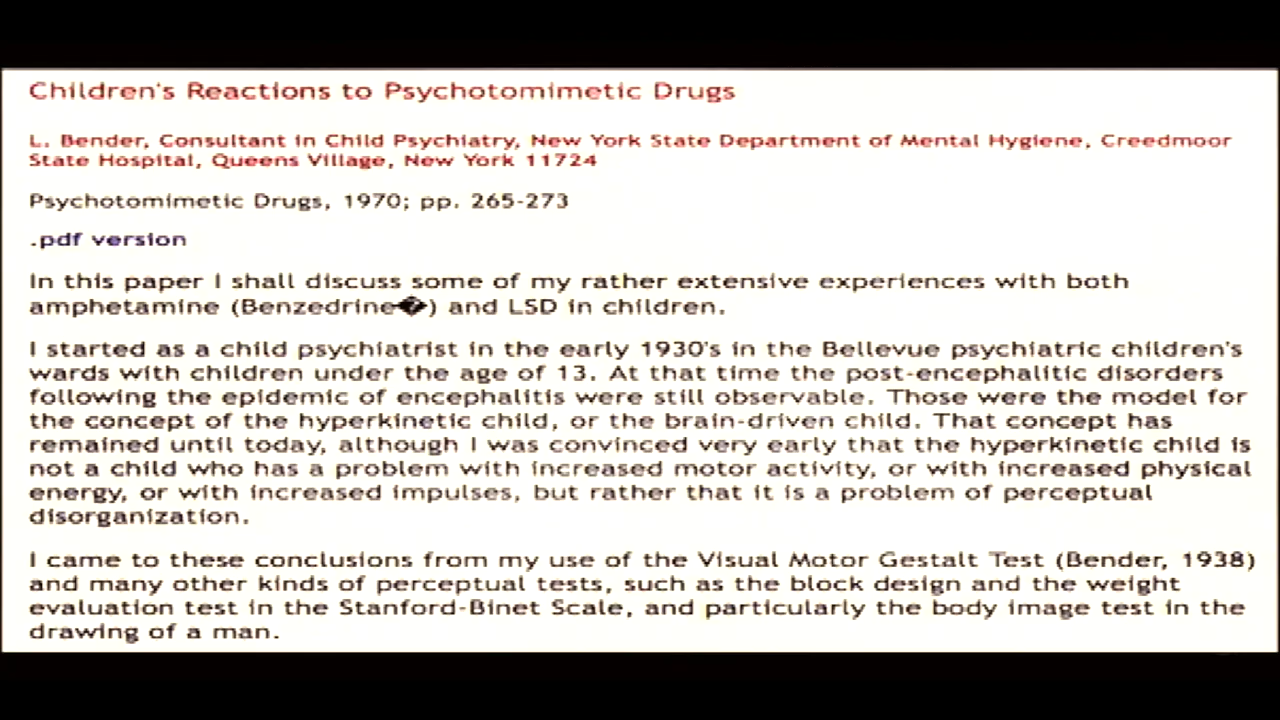 Children's Reactions to Psychotomimetic Drugs
L. Bender, Consultant in Child Psychiatry, New York State Department of Mental Hygiene, Creedmoor
State Hospital, Queens Village, New York 11724
Psychotomimetic Drugs, 1970; pp. 265-273
.pdf version
In this paper I shall discuss some of my rather extensive experiences with both
amphetamine (Benzedrine�) and LSD in children.
I started as a child psychiatrist in the early 1930's in the Bellevue psychiatric children's
wards with children under the age of 13. At that time the post-encephalitic disorders
following the epidemic of encephalitis were still observable. Those were the model for
the concept of the hyperkinetic child, or the brain-driven child. That concept has
remained until today, although I was convinced very early that the hyperkinetic child is
not a child who has a problem with increased motor activity, or with increased physical
energy, or with increased impulses, but rather that it is a problem of perceptual
disorganization.
I came to these conclusions from my use of the Visual Motor Gestalt Test (Bender, 1938)
and many other kinds of perceptual tests, such as the block design and the weight
evaluation test in the Stanford-Binet Scale, and particularly the body image test in the
drawing of a man.